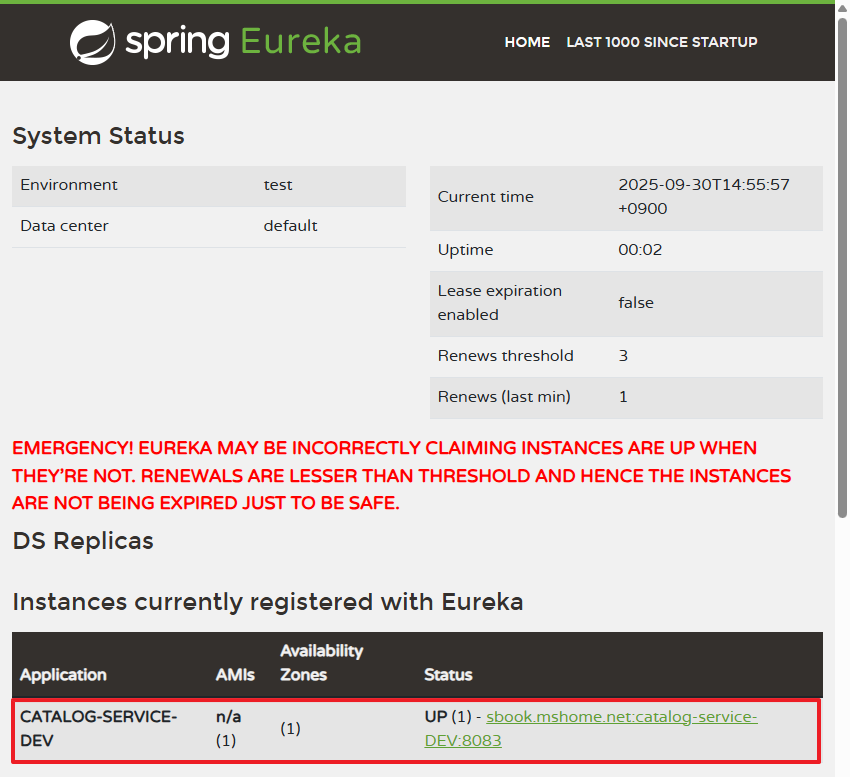 spring Eureka
HOME LAST 1000 SINCE STARTUP
System Status
Environment test
Data center default
Current time 2025-09-30T14:55:57
+0900
Uptime 00:02
Lease expiration
enabled false
Renews threshold 3
Renews (last min) 1
EMERGENCY! EUREKA MAY BE INCORRECTLY CLAIMING INSTANCES ARE UP WHEN
THEY'RE NOT. RENEWALS ARE LESSER THAN THRESHOLD AND HENCE THE INSTANCES
ARE NOT BEING EXPIRED JUST TO BE SAFE.
DS Replicas
Instances currently registered with Eureka
Application AMIs Availability
Zones Status
CATALOG-SERVICE-
DEV n/a
(1) (1) UP (1) - sbook.mshome.net:catalog-service-
DEV:8083